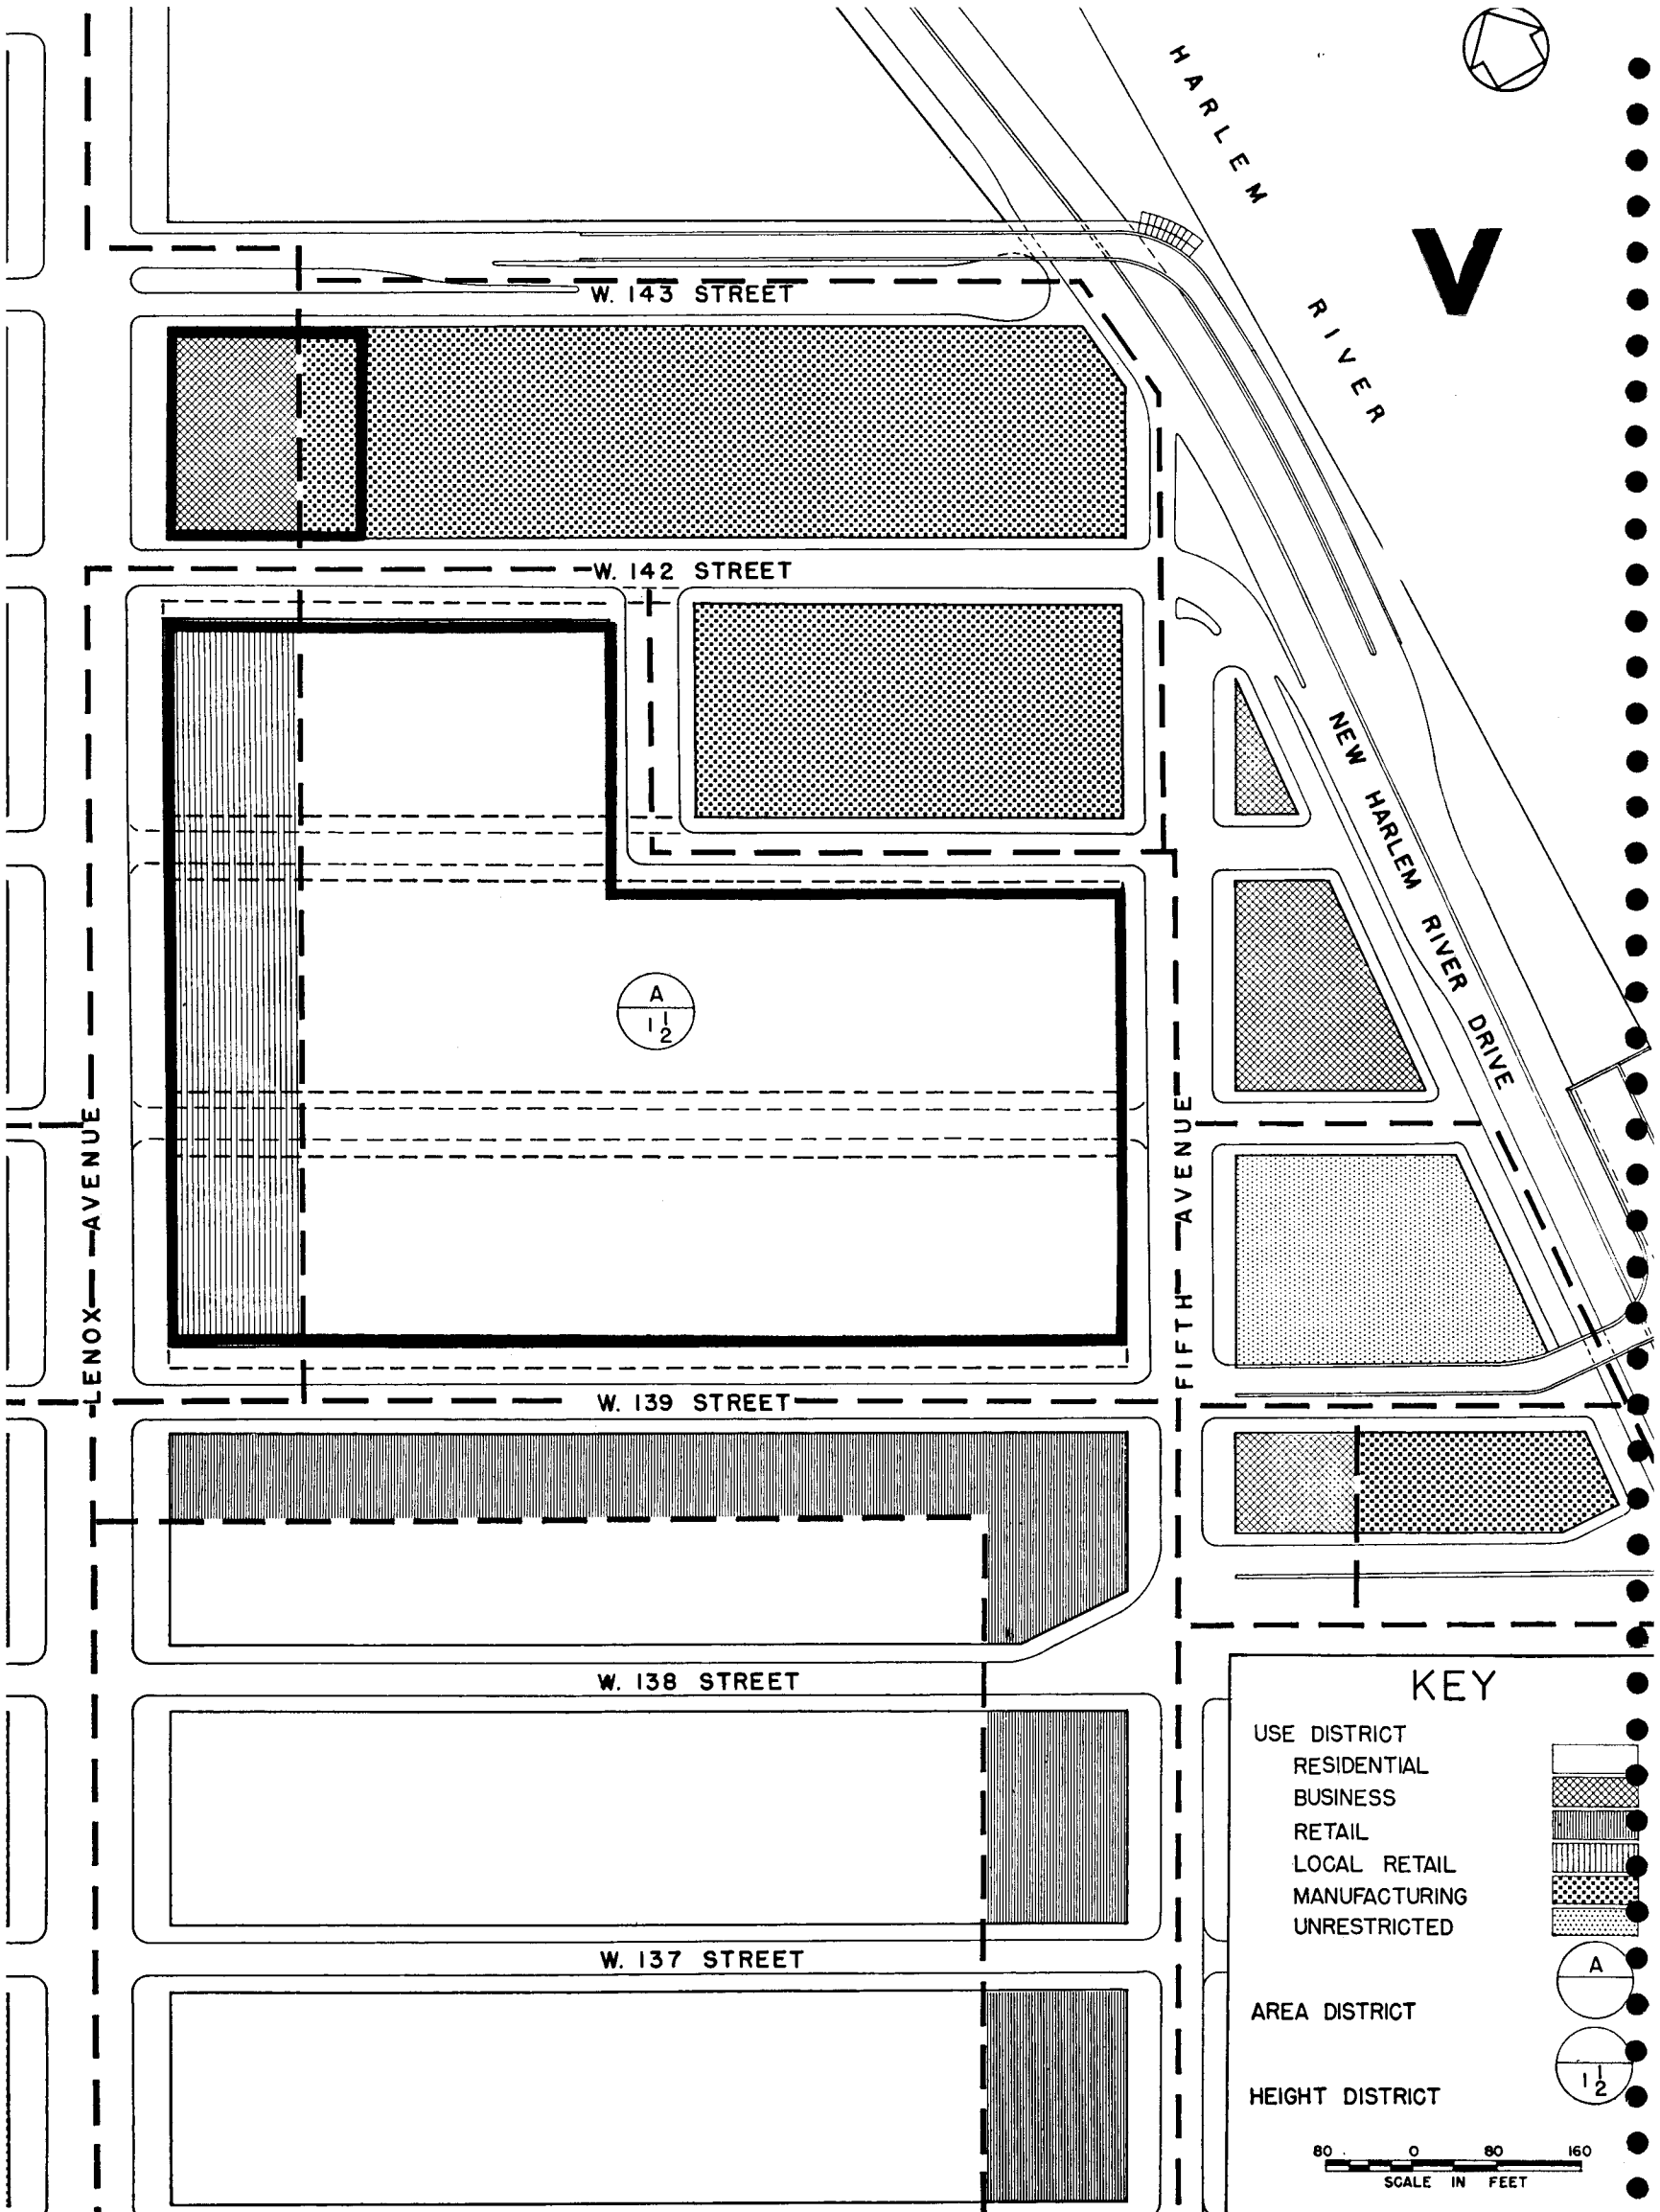 HARLEM RIVER
V
W. 143 STREET
W. 142 STREET
NEW HARLEM RIVER DRIVE
A
1 1/2
LENOX AVENUE
FIFTH AVENUE
W. 139 STREET
W. 138 STREET
W. 137 STREET
KEY
USE DISTRICT
RESIDENTIAL
BUSINESS
RETAIL
LOCAL RETAIL
MANUFACTURING
UNRESTRICTED
A
AREA DISTRICT
1 1/2
HEIGHT DISTRICT
80 0 80 160
SCALE IN FEET